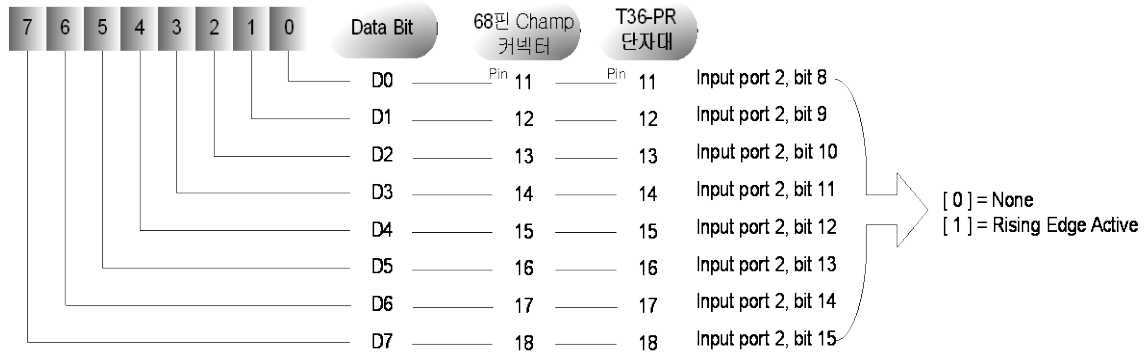 7 6 5 4 3 2 1 0 Data Bit 68핀 Champ 커넥터 T36-PR 단자대
D0 Pin 11 Pin 11 Input port 2, bit 8
D1 12 12 Input port 2, bit 9
D2 13 13 Input port 2, bit 10
D3 14 14 Input port 2, bit 11
D4 15 15 Input port 2, bit 12
D5 16 16 Input port 2, bit 13
D6 17 17 Input port 2, bit 14
D7 18 18 Input port 2, bit 15
[ 0 ] = None
[ 1 ] = Rising Edge Active